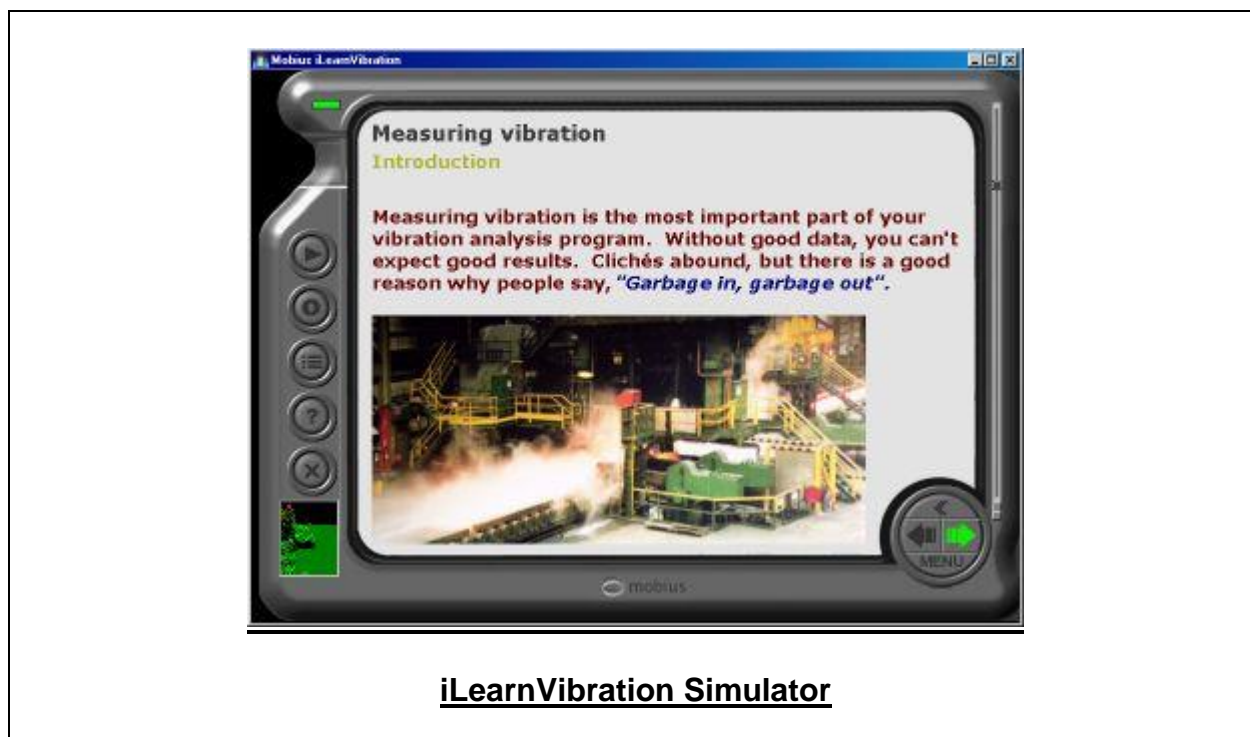 Mobius iLearnVibration
Measuring vibration
Introduction
Measuring vibration is the most important part of your
vibration analysis program. Without good data, you can't
expect good results. Clichés abound, but there is a good
reason why people say, "Garbage in, garbage out".
MENU
mobius
iLearnVibration Simulator